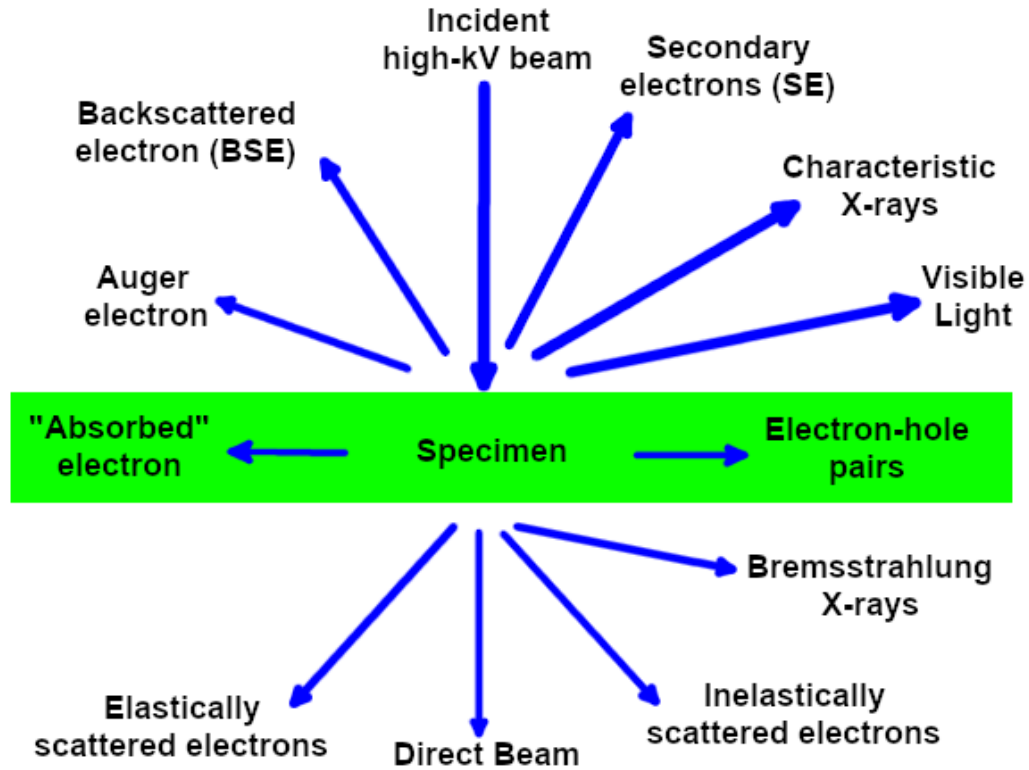 Incident
high-kV beam
Secondary
electrons (SE)
Backscattered
electron (BSE)
Characteristic
X-rays
Auger
electron
Visible
Light
"Absorbed"
electron
Specimen
Electron-hole
pairs
Bremsstrahlung
X-rays
Elastically
scattered electrons
Direct Beam
Inelastically
scattered electrons